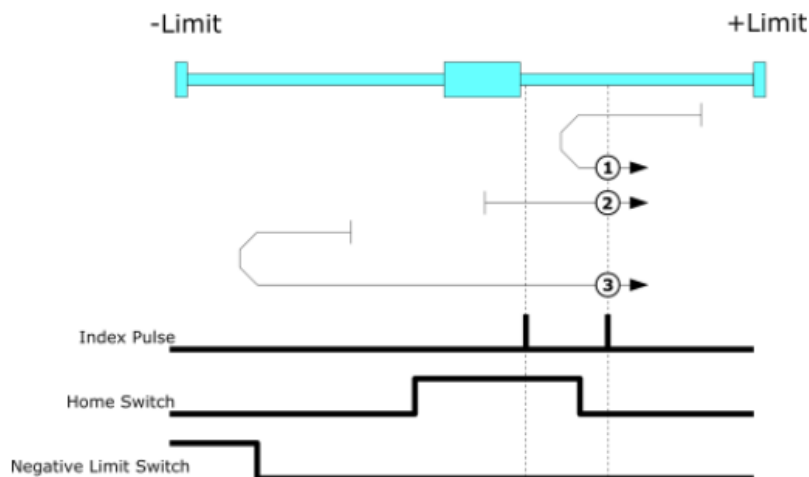 -Limit
+Limit
1
2
3
Index Pulse
Home Switch
Negative Limit Switch